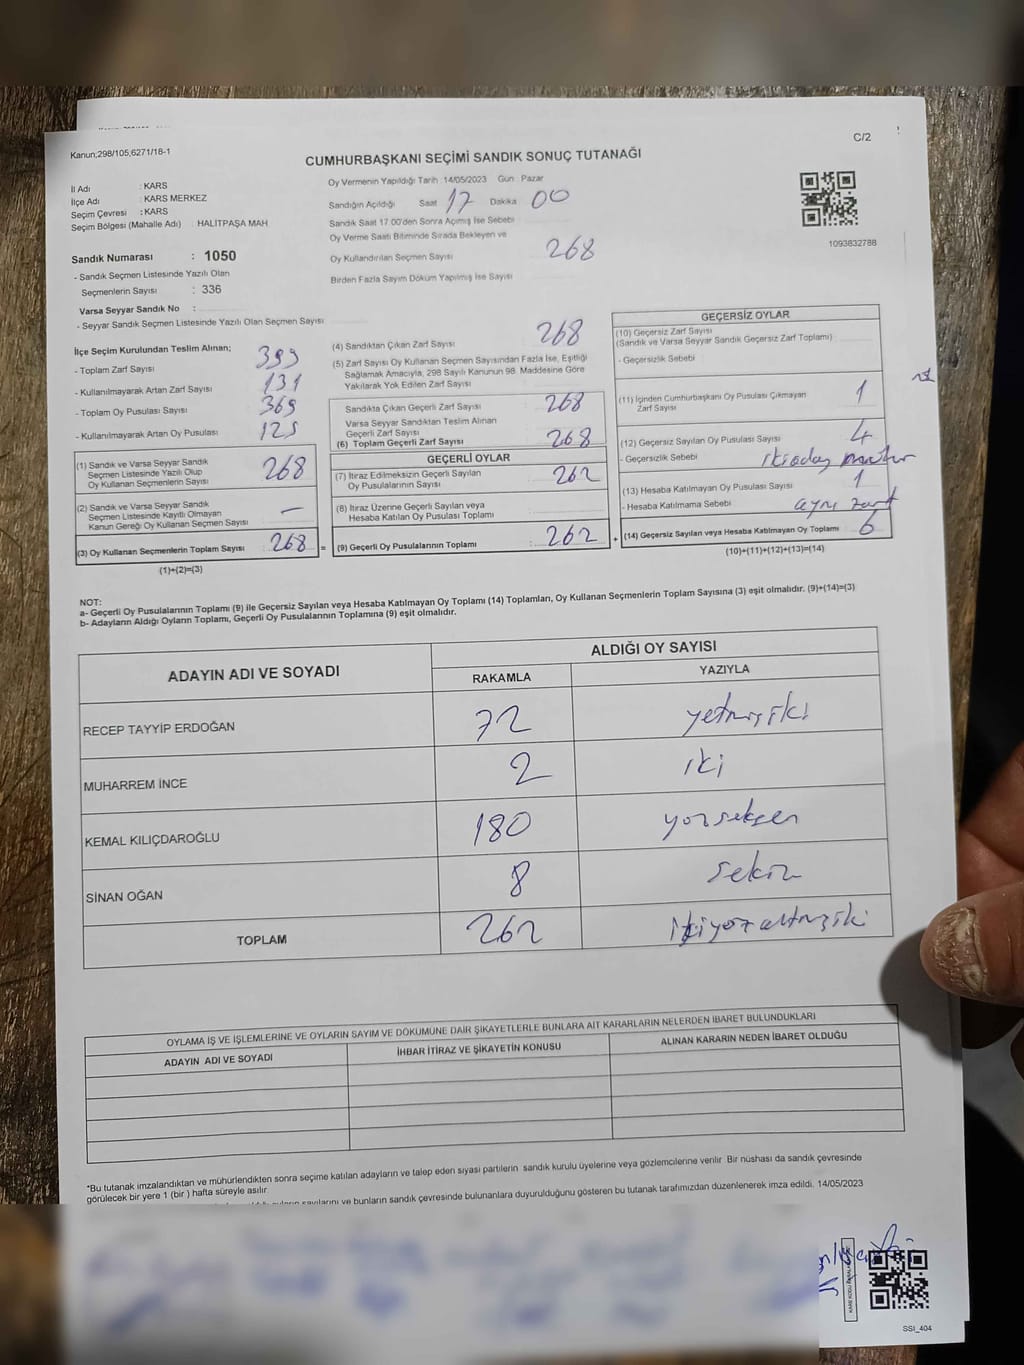 C/2
Kanun;298/105;6271/18-1
CUMHURBAŞKANI SEÇİMİ SANDIK SONUÇ TUTANAĞI
İl Adı : KARS
İlçe Adı : KARS MERKEZ
Seçim Çevresi : KARS
Seçim Bölgesi (Mahalle Adı) : HALİTPAŞA MAH
Sandık Numarası : 1050
- Sandık Seçmen Listesinde Yazılı Olan
Seçmenlerin Sayısı : 336
Varsa Seyyar Sandık No :
- Seyyar Sandık Seçmen Listesinde Yazılı Olan Seçmen Sayısı
Oy Vermenin Yapıldığı Tarih : 14/05/2023 Gün : Pazar
Sandığın Açıldığı Saat 17 Dakika 00
Sandık Saat 17.00'den Sonra Açılmış İse Sebebi
Oy Verme Saati Bitiminde Sırada Bekleyen ve
Oy Kullandırılan Seçmen Sayısı 268
Birden Fazla Sayım Döküm Yapılmış İse Sayısı
1093832788
İlçe Seçim Kurulundan Teslim Alınan;
- Toplam Zarf Sayısı 399
- Kullanılmayarak Artan Zarf Sayısı 131
- Toplam Oy Pusulası Sayısı 369
- Kullanılmayarak Artan Oy Pusulası 125
(1) Sandık ve Varsa Seyyar Sandık
Seçmen Listesinde Yazılı Olup
Oy Kullanan Seçmenlerin Sayısı 268
(2) Sandık ve Varsa Seyyar Sandık
Seçmen Listesinde Kayıtlı Olmayan
Kanun Gereği Oy Kullanan Seçmen Sayısı —
(3) Oy Kullanan Seçmenlerin Toplam Sayısı 268 =
(1)+(2)=(3)
(4) Sandıktan Çıkan Zarf Sayısı 268
(5) Zarf Sayısı Oy Kullanan Seçmen Sayısından Fazla İse, Eşitliği
Sağlamak Amacıyla, 298 Sayılı Kanunun 98. Maddesine Göre
Yakılarak Yok Edilen Zarf Sayısı
Sandıkta Çıkan Geçerli Zarf Sayısı 268
Varsa Seyyar Sandıktan Teslim Alınan
Geçerli Zarf Sayısı
(6) Toplam Geçerli Zarf Sayısı 268
GEÇERLİ OYLAR
(7) İtiraz Edilmeksizin Geçerli Sayılan
Oy Pusulalarının Sayısı 262
(8) İtiraz Üzerine Geçerli Sayılan veya
Hesaba Katılan Oy Pusulası Toplamı
(9) Geçerli Oy Pusulalarının Toplamı : 262 +
GEÇERSİZ OYLAR
(10) Geçersiz Zarf Sayısı
(Sandık ve Varsa Seyyar Sandık Geçersiz Zarf Toplamı)
- Geçersizlik Sebebi
(11) İçinden Cumhurbaşkanı Oy Pusulası Çıkmayan
Zarf Sayısı 1
(12) Geçersiz Sayılan Oy Pusulası Sayısı 4
- Geçersizlik Sebebi iki aday mühür
(13) Hesaba Katılmayan Oy Pusulası Sayısı 1
- Hesaba Katılmama Sebebi aynı zarf
(14) Geçersiz Sayılan veya Hesaba Katılmayan Oy Toplamı 6
(10)+(11)+(12)+(13)=(14)
NOT:
a- Geçerli Oy Pusulalarının Toplamı (9) ile Geçersiz Sayılan veya Hesaba Katılmayan Oy Toplamı (14) Toplamları, Oy Kullanan Seçmenlerin Toplam Sayısına (3) eşit olmalıdır. (9)+(14)=(3)
b- Adayların Aldığı Oyların Toplamı, Geçerli Oy Pusulalarının Toplamına (9) eşit olmalıdır.
ADAYIN ADI VE SOYADI
ALDIĞI OY SAYISI
RAKAMLA YAZIYLA
RECEP TAYYİP ERDOĞAN 72 yetmişiki
MUHARREM İNCE 2 iki
KEMAL KILIÇDAROĞLU 180 yüzseksen
SİNAN OĞAN 8 sekiz
TOPLAM 262 ikiyüzaltmışiki
OYLAMA İŞ VE İŞLEMLERİNE VE OYLARIN SAYIM VE DÖKÜMÜNE DAİR ŞİKAYETLERLE BUNLARA AİT KARARLARIN NELERDEN İBARET BULUNDUKLARI
ADAYIN ADI VE SOYADI İHBAR İTİRAZ VE ŞİKAYETİN KONUSU ALINAN KARARIN NEDEN İBARET OLDUĞU
*Bu tutanak imzalandıktan ve mühürlendikten sonra seçime katılan adayların ve talep eden siyasi partilerin sandık kurulu üyelerine veya gözlemcilerine verilir. Bir nüshası da sandık çevresinde
görülecek bir yere 1 (bir) hafta süreyle asılır.
sayılarını ve bunların sandık çevresinde bulunanlara duyurulduğunu gösteren bu tutanak tarafımızdan düzenlenerek imza edildi. 14/05/2023
SSI_404